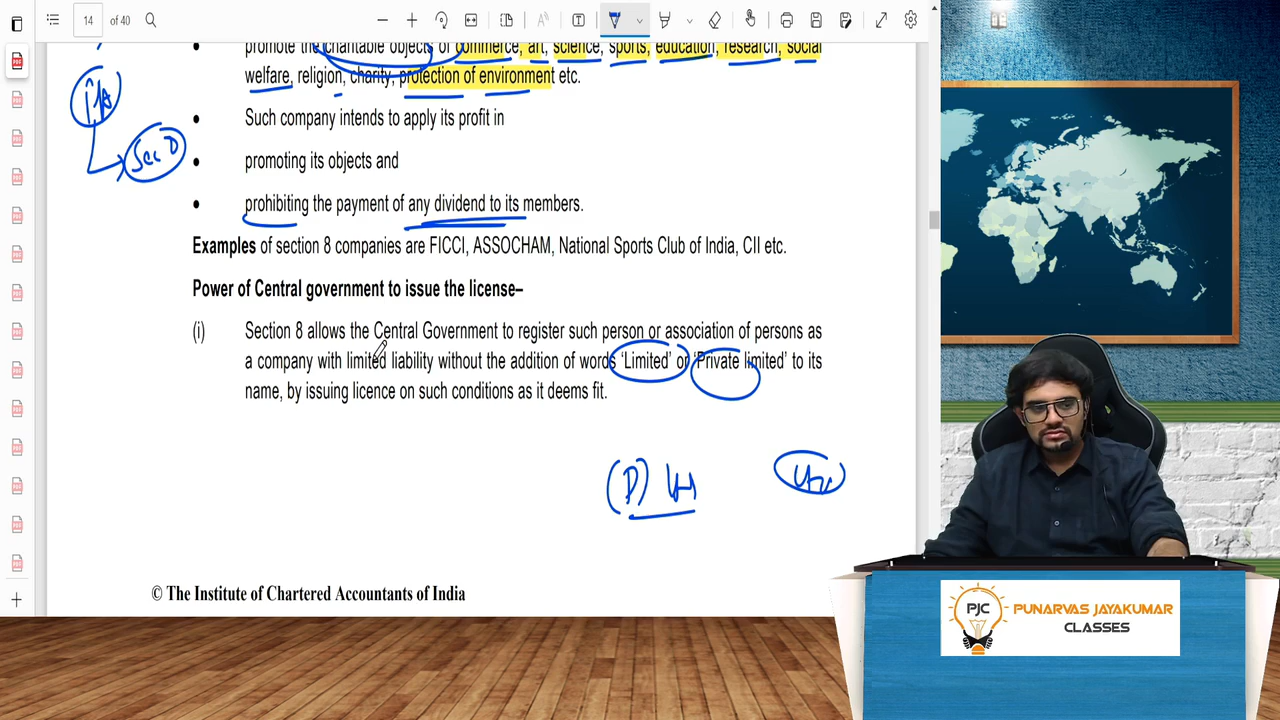 14 of 40
promote the charitable objects of commerce, art, science, sports, education, research, social
welfare, religion, charity, protection of environment etc.
• Such company intends to apply its profit in
• promoting its objects and
• prohibiting the payment of any dividend to its members.
Examples of section 8 companies are FICCI, ASSOCHAM, National Sports Club of India, CII etc.
Power of Central government to issue the license–
(i) Section 8 allows the Central Government to register such person or association of persons as
a company with limited liability without the addition of words ‘Limited’ or ‘Private limited’ to its
name, by issuing licence on such conditions as it deems fit.
© The Institute of Chartered Accountants of India
PJC PUNARVAS JAYAKUMAR
CLASSES